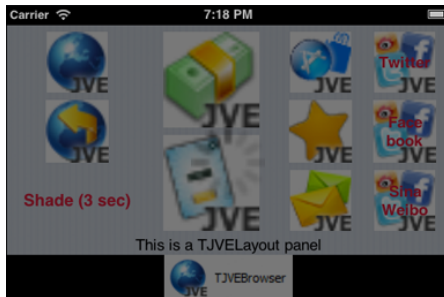 Carrier 7:18 PM
JVE JVE JVE JVE
Twitter
JVE JVE JVE JVE
Face
book
Shade (3 sec)
JVE JVE
Sina
Weibo
This is a TJVELayout panel
JVE TJVEBrowser